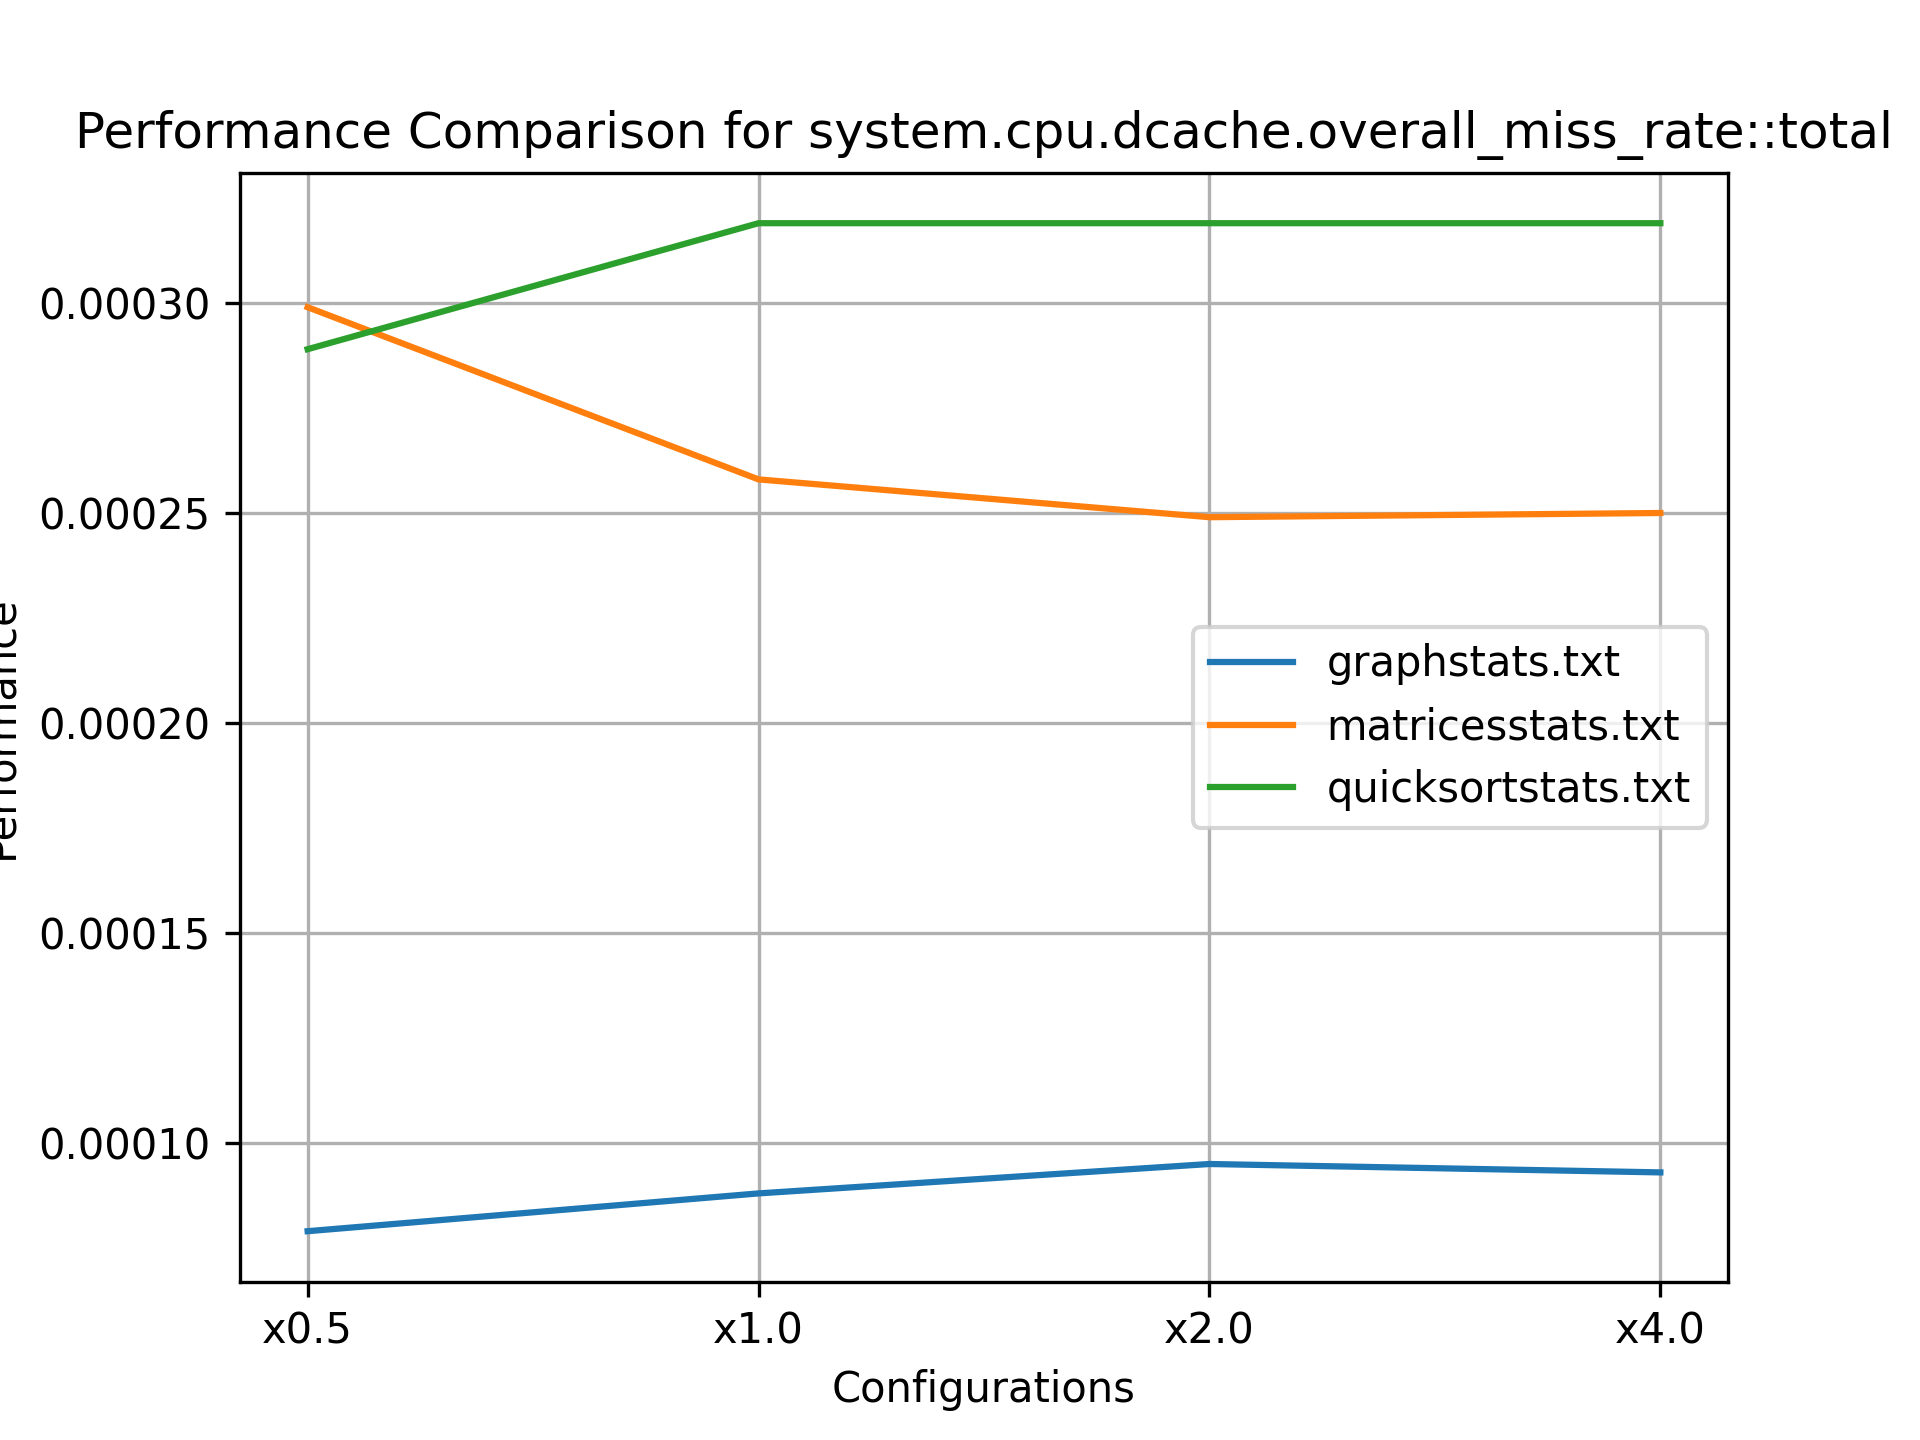 Performance Comparison for system.cpu.dcache.overall_miss_rate::total
0.00030
0.00025
0.00020
0.00015
0.00010
Performance
graphstats.txt
matricesstats.txt
quicksortstats.txt
x0.5 x1.0 x2.0 x4.0
Configurations